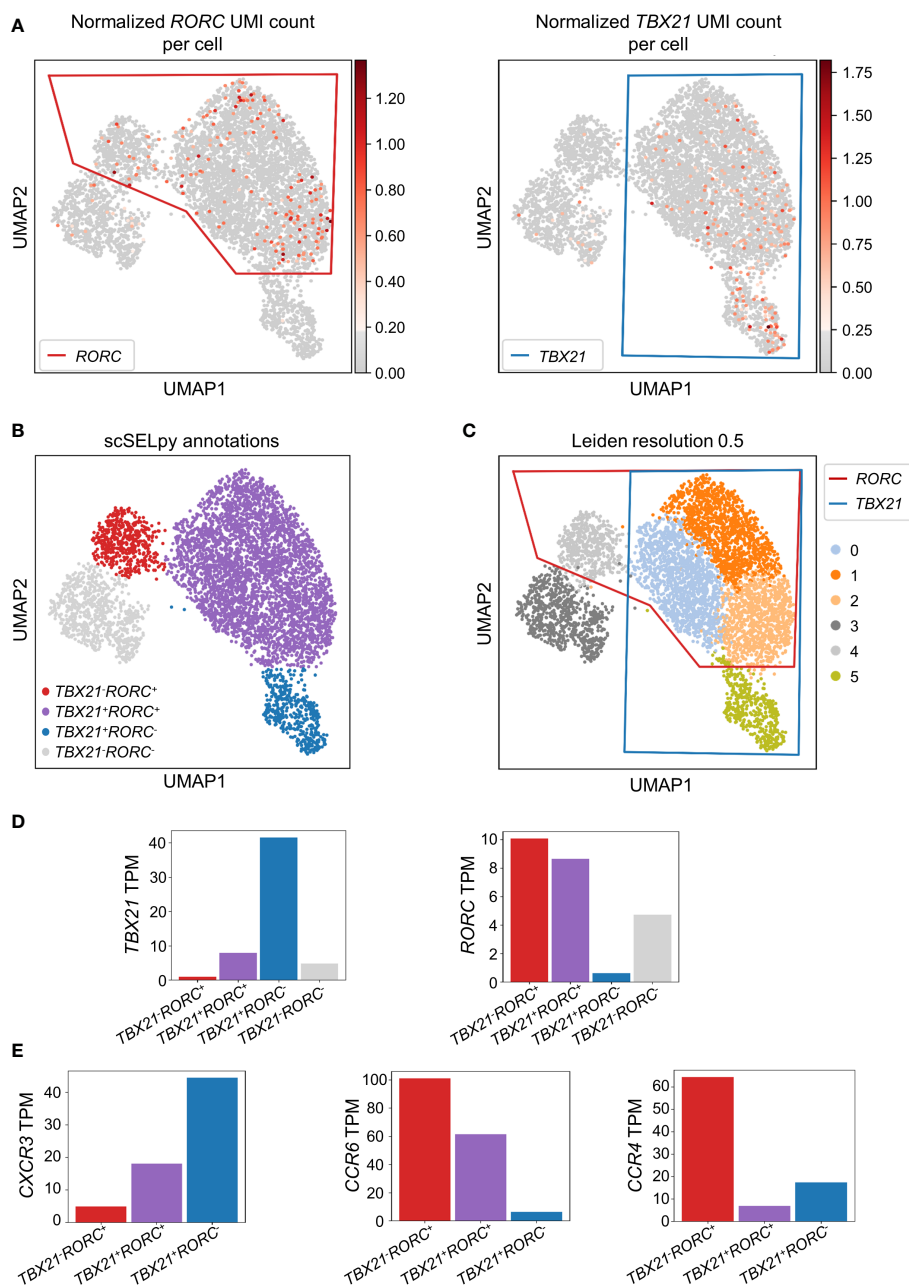 A
Normalized RORC UMI count
per cell
Normalized TBX21 UMI count
per cell
UMAP2
RORC
UMAP1
1.20
1.00
0.80
0.60
0.40
0.20
0.00
UMAP2
TBX21
UMAP1
1.75
1.50
1.25
1.00
0.75
0.50
0.25
0.00
B
scSELpy annotations
UMAP2
TBX21-RORC+
TBX21+RORC+
TBX21+RORC-
TBX21-RORC-
UMAP1
C
Leiden resolution 0.5
UMAP2
UMAP1
RORC
TBX21
0
1
2
3
4
5
D
TBX21 TPM
40
30
20
10
0
TBX21-RORC+
TBX21+RORC+
TBX21+RORC-
TBX21-RORC-
RORC TPM
10
8
6
4
2
0
TBX21-RORC+
TBX21+RORC+
TBX21+RORC-
TBX21-RORC-
E
CXCR3 TPM
40
30
20
10
0
TBX21-RORC+
TBX21+RORC+
TBX21+RORC-
CCR6 TPM
100
80
60
40
20
0
TBX21-RORC+
TBX21+RORC+
TBX21+RORC-
CCR4 TPM
60
50
40
30
20
10
0
TBX21-RORC+
TBX21+RORC+
TBX21+RORC-